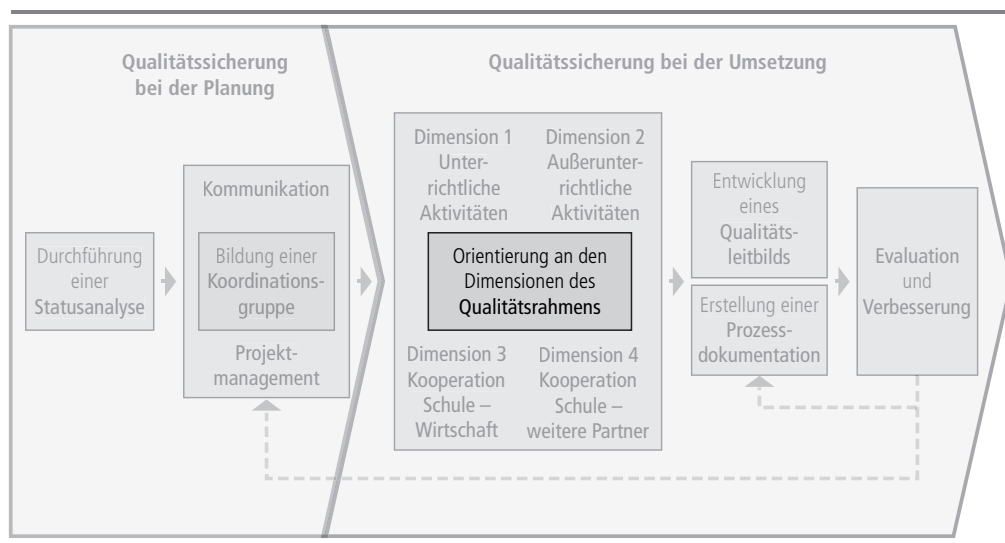 Qualitätssicherung
bei der Planung
Qualitätssicherung bei der Umsetzung
Durchführung
einer
Statusanalyse
Kommunikation
Bildung einer
Koordinations-
gruppe
Projekt-
management
Dimension 1
Unter-
richtliche
Aktivitäten
Dimension 2
Außerunter-
richtliche
Aktivitäten
Orientierung an den
Dimensionen des
Qualitätsrahmens
Dimension 3
Kooperation
Schule –
Wirtschaft
Dimension 4
Kooperation
Schule –
weitere Partner
Entwicklung
eines
Qualitäts-
leitbilds
Erstellung einer
Prozess-
dokumentation
Evaluation
und
Verbesserung